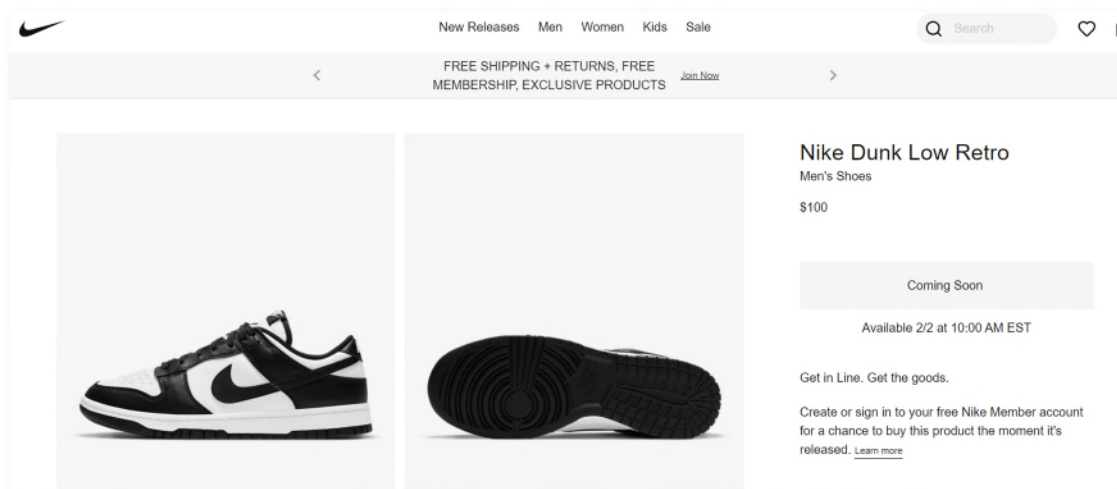 New Releases Men Women Kids Sale
Search
FREE SHIPPING + RETURNS, FREE
MEMBERSHIP, EXCLUSIVE PRODUCTS
Join Now
Nike Dunk Low Retro
Men's Shoes
$100
Coming Soon
Available 2/2 at 10:00 AM EST
Get in Line. Get the goods.
Create or sign in to your free Nike Member account
for a chance to buy this product the moment it's
released. Learn more